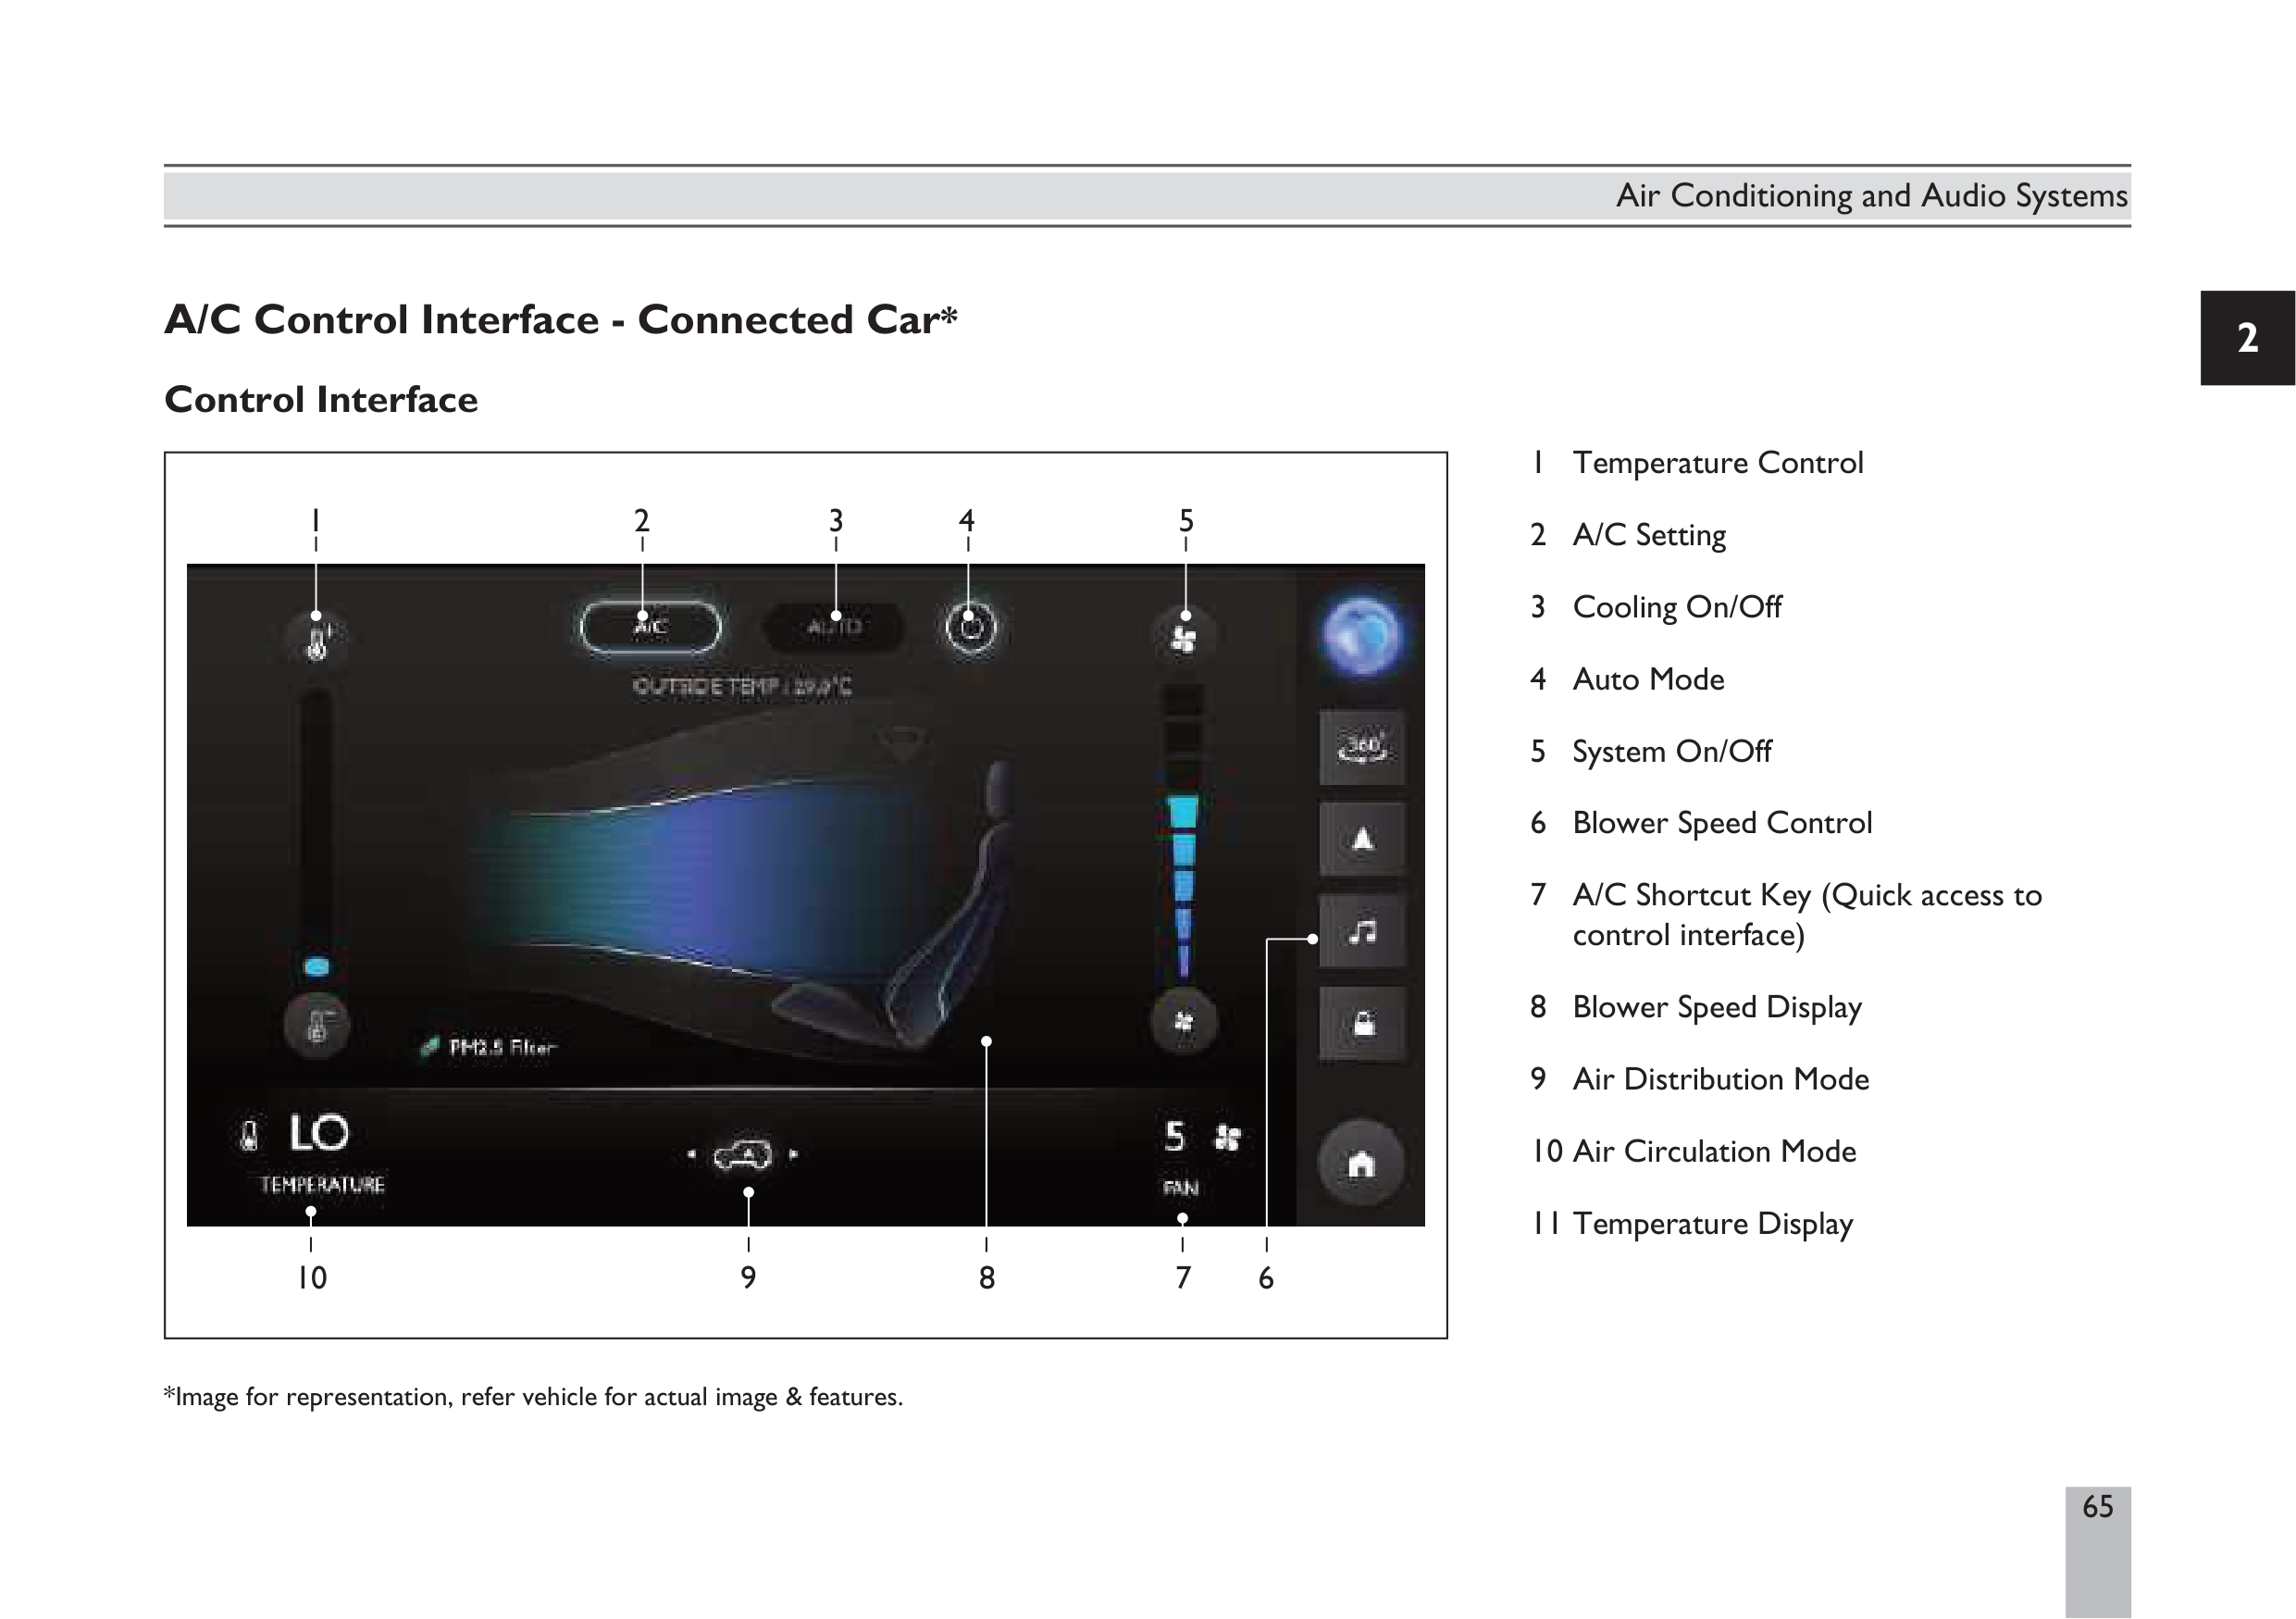 Air Conditioning and Audio Systems
2
A/C Control Interface - Connected Car*
Control Interface
1 2 3 4 5
A/C AUTO
OUTSIDE TEMP
360°
PM2.5 Filter
LO
TEMPERATURE
5
FAN
10 9 8 7 6
1 Temperature Control
2 A/C Setting
3 Cooling On/Off
4 Auto Mode
5 System On/Off
6 Blower Speed Control
7 A/C Shortcut Key (Quick access to
control interface)
8 Blower Speed Display
9 Air Distribution Mode
10 Air Circulation Mode
11 Temperature Display
*Image for representation, refer vehicle for actual image & features.
65